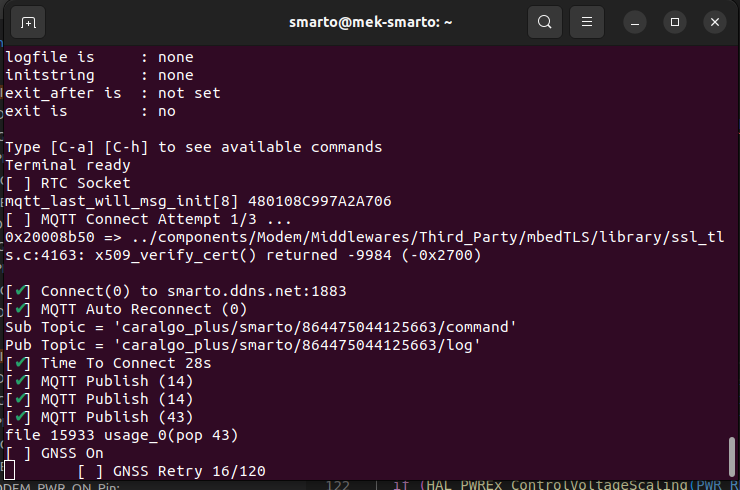 smarto@mek-smarto: ~
logfile is     : none
initstring     : none
exit_after is  : not set
exit is        : no
Type [C-a] [C-h] to see available commands
Terminal ready
[ ] RTC Socket
mqtt_last_will_msg_init[8] 480108C997A2A706
[ ] MQTT Connect Attempt 1/3 ...
0x20008b50 => ../components/Modem/Middlewares/Third_Party/mbedTLS/library/ssl_tl
s.c:4163: x509_verify_cert() returned -9984 (-0x2700)
[✔] Connect(0) to smarto.ddns.net:1883
[✔] MQTT Auto Reconnect (0)
Sub Topic = 'caralgo_plus/smarto/864475044125663/command'
Pub Topic = 'caralgo_plus/smarto/864475044125663/log'
[✔] Time To Connect 28s
[✔] MQTT Publish (14)
[✔] MQTT Publish (14)
[✔] MQTT Publish (43)
file 15933 usage_0(pop 43)
[ ] GNSS On
[ ] GNSS Retry 16/120
122 if (HAL_PWREx_ControlVoltageScaling(PWR_R